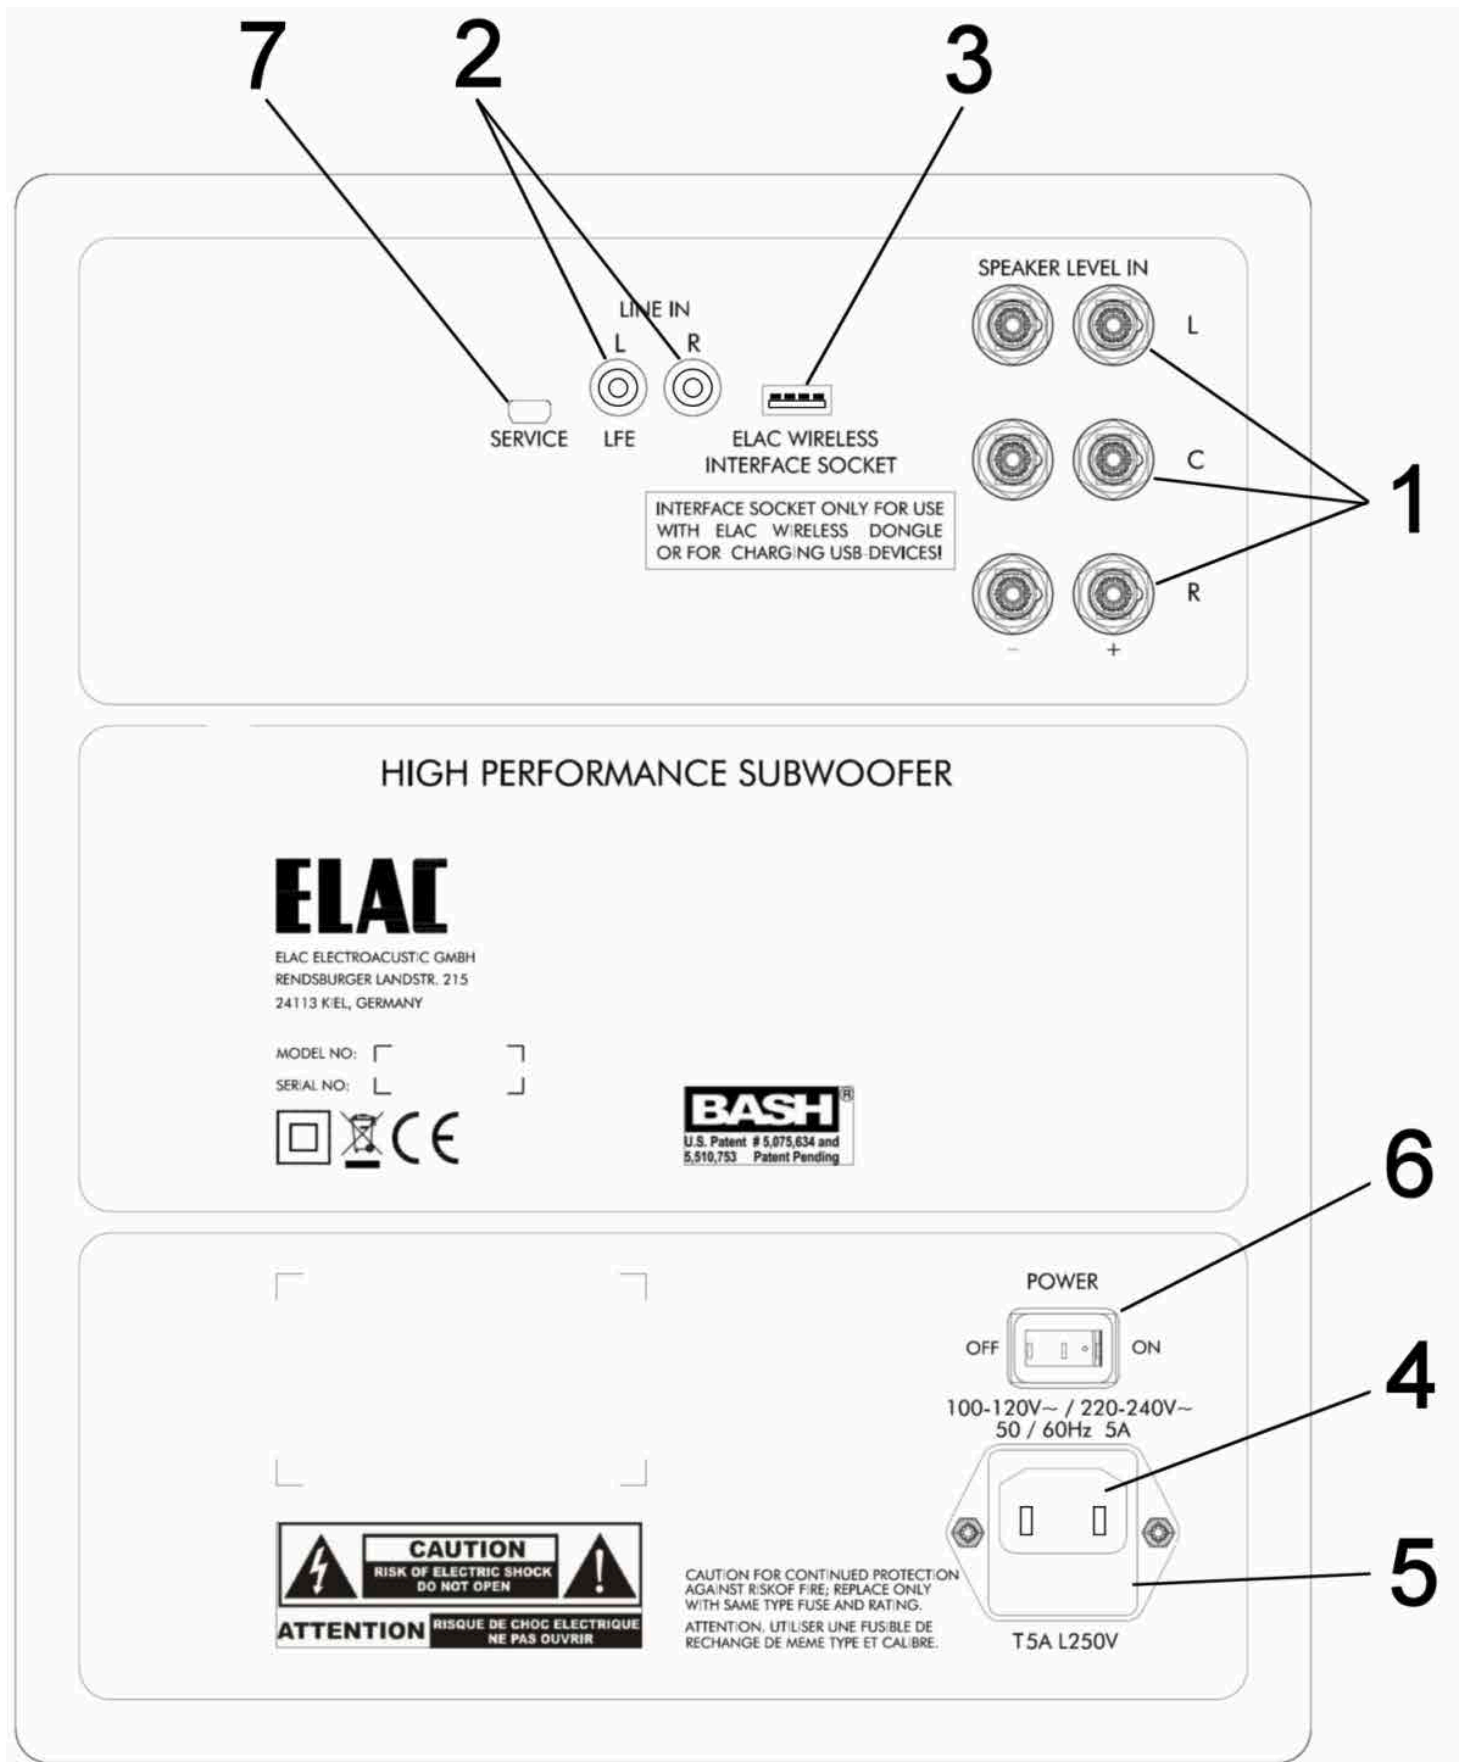 7 2 3
SPEAKER LEVEL IN
LINE IN
L R
L
SERVICE LFE
ELAC WIRELESS
INTERFACE SOCKET
C
1
INTERFACE SOCKET ONLY FOR USE
WITH ELAC WIRELESS DONGLE
OR FOR CHARGING USB-DEVICES!
R
- +
HIGH PERFORMANCE SUBWOOFER
ELAC
ELAC ELECTROACUSTIC GMBH
RENDSBURGER LANDSTR. 215
24113 KIEL, GERMANY
MODEL NO:
SERIAL NO:
CE
BASH®
U.S. Patent # 5,075,634 and
5,510,753 Patent Pending
6
POWER
OFF ON
4
100-120V~ / 220-240V~
50 / 60Hz 5A
5
CAUTION
RISK OF ELECTRIC SHOCK
DO NOT OPEN
ATTENTION RISQUE DE CHOC ELECTRIQUE
NE PAS OUVRIR
CAUTION FOR CONTINUED PROTECTION
AGAINST RISKOF FIRE; REPLACE ONLY
WITH SAME TYPE FUSE AND RATING.
ATTENTION. UTILISER UNE FUSIBLE DE
RECHANGE DE MEME TYPE ET CALIBRE.
T5A L250V